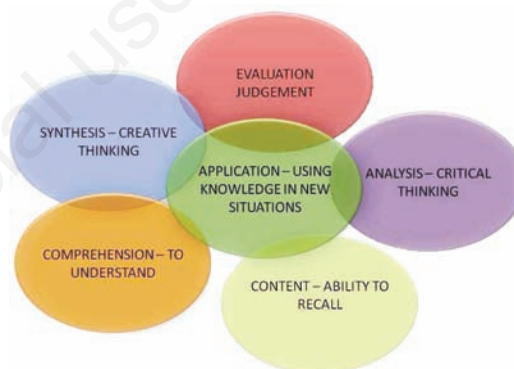 EVALUATION
JUDGEMENT
SYNTHESIS – CREATIVE
THINKING
APPLICATION – USING
KNOWLEDGE IN NEW
SITUATIONS
ANALYSIS – CRITICAL
THINKING
COMPREHENSION – TO
UNDERSTAND
CONTENT – ABILITY TO
RECALL